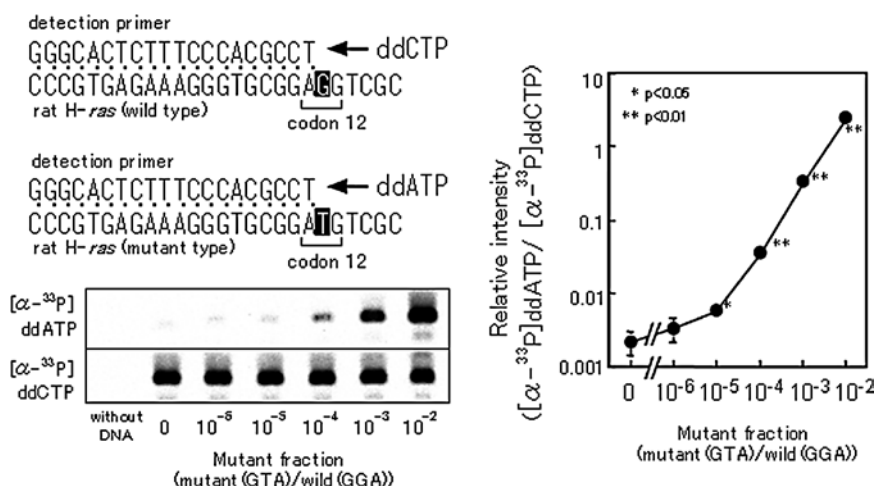 detection primer
GGGCACTCTTTCCCACGCCT ddCTP
CCCGTGAGAAAGGGTGCGGAGGTCGC
rat H-ras (wild type)
codon 12
detection primer
GGGCACTCTTTCCCACGCCT ddATP
CCCGTGAGAAAGGGTGCGGATGTCGC
rat H-ras (mutant type)
codon 12
[α-³³P]
ddATP
[α-³³P]
ddCTP
without DNA 0 10⁻⁶ 10⁻⁵ 10⁻⁴ 10⁻³ 10⁻²
Mutant fraction
(mutant (GTA)/wild (GGA))
Relative intensity
([α-³³P]ddATP/ [α-³³P]ddCTP)
10
1
0.1
0.01
0.001
* p<0.05
** p<0.01
**
**
**
*
0 10⁻⁶ 10⁻⁵ 10⁻⁴ 10⁻³ 10⁻²
Mutant fraction
(mutant (GTA)/wild (GGA))